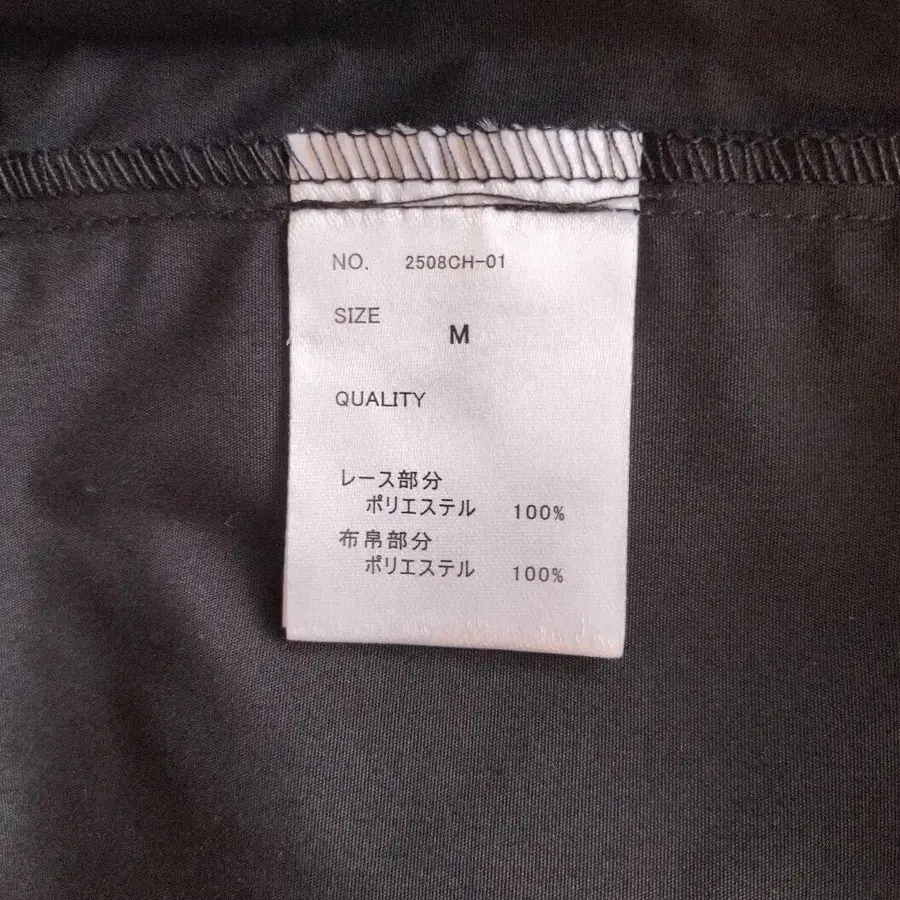 NO. 2508CH-01
SIZE
M
QUALITY
レース部分
ポリエステル 100%
布帛部分
ポリエステル 100%